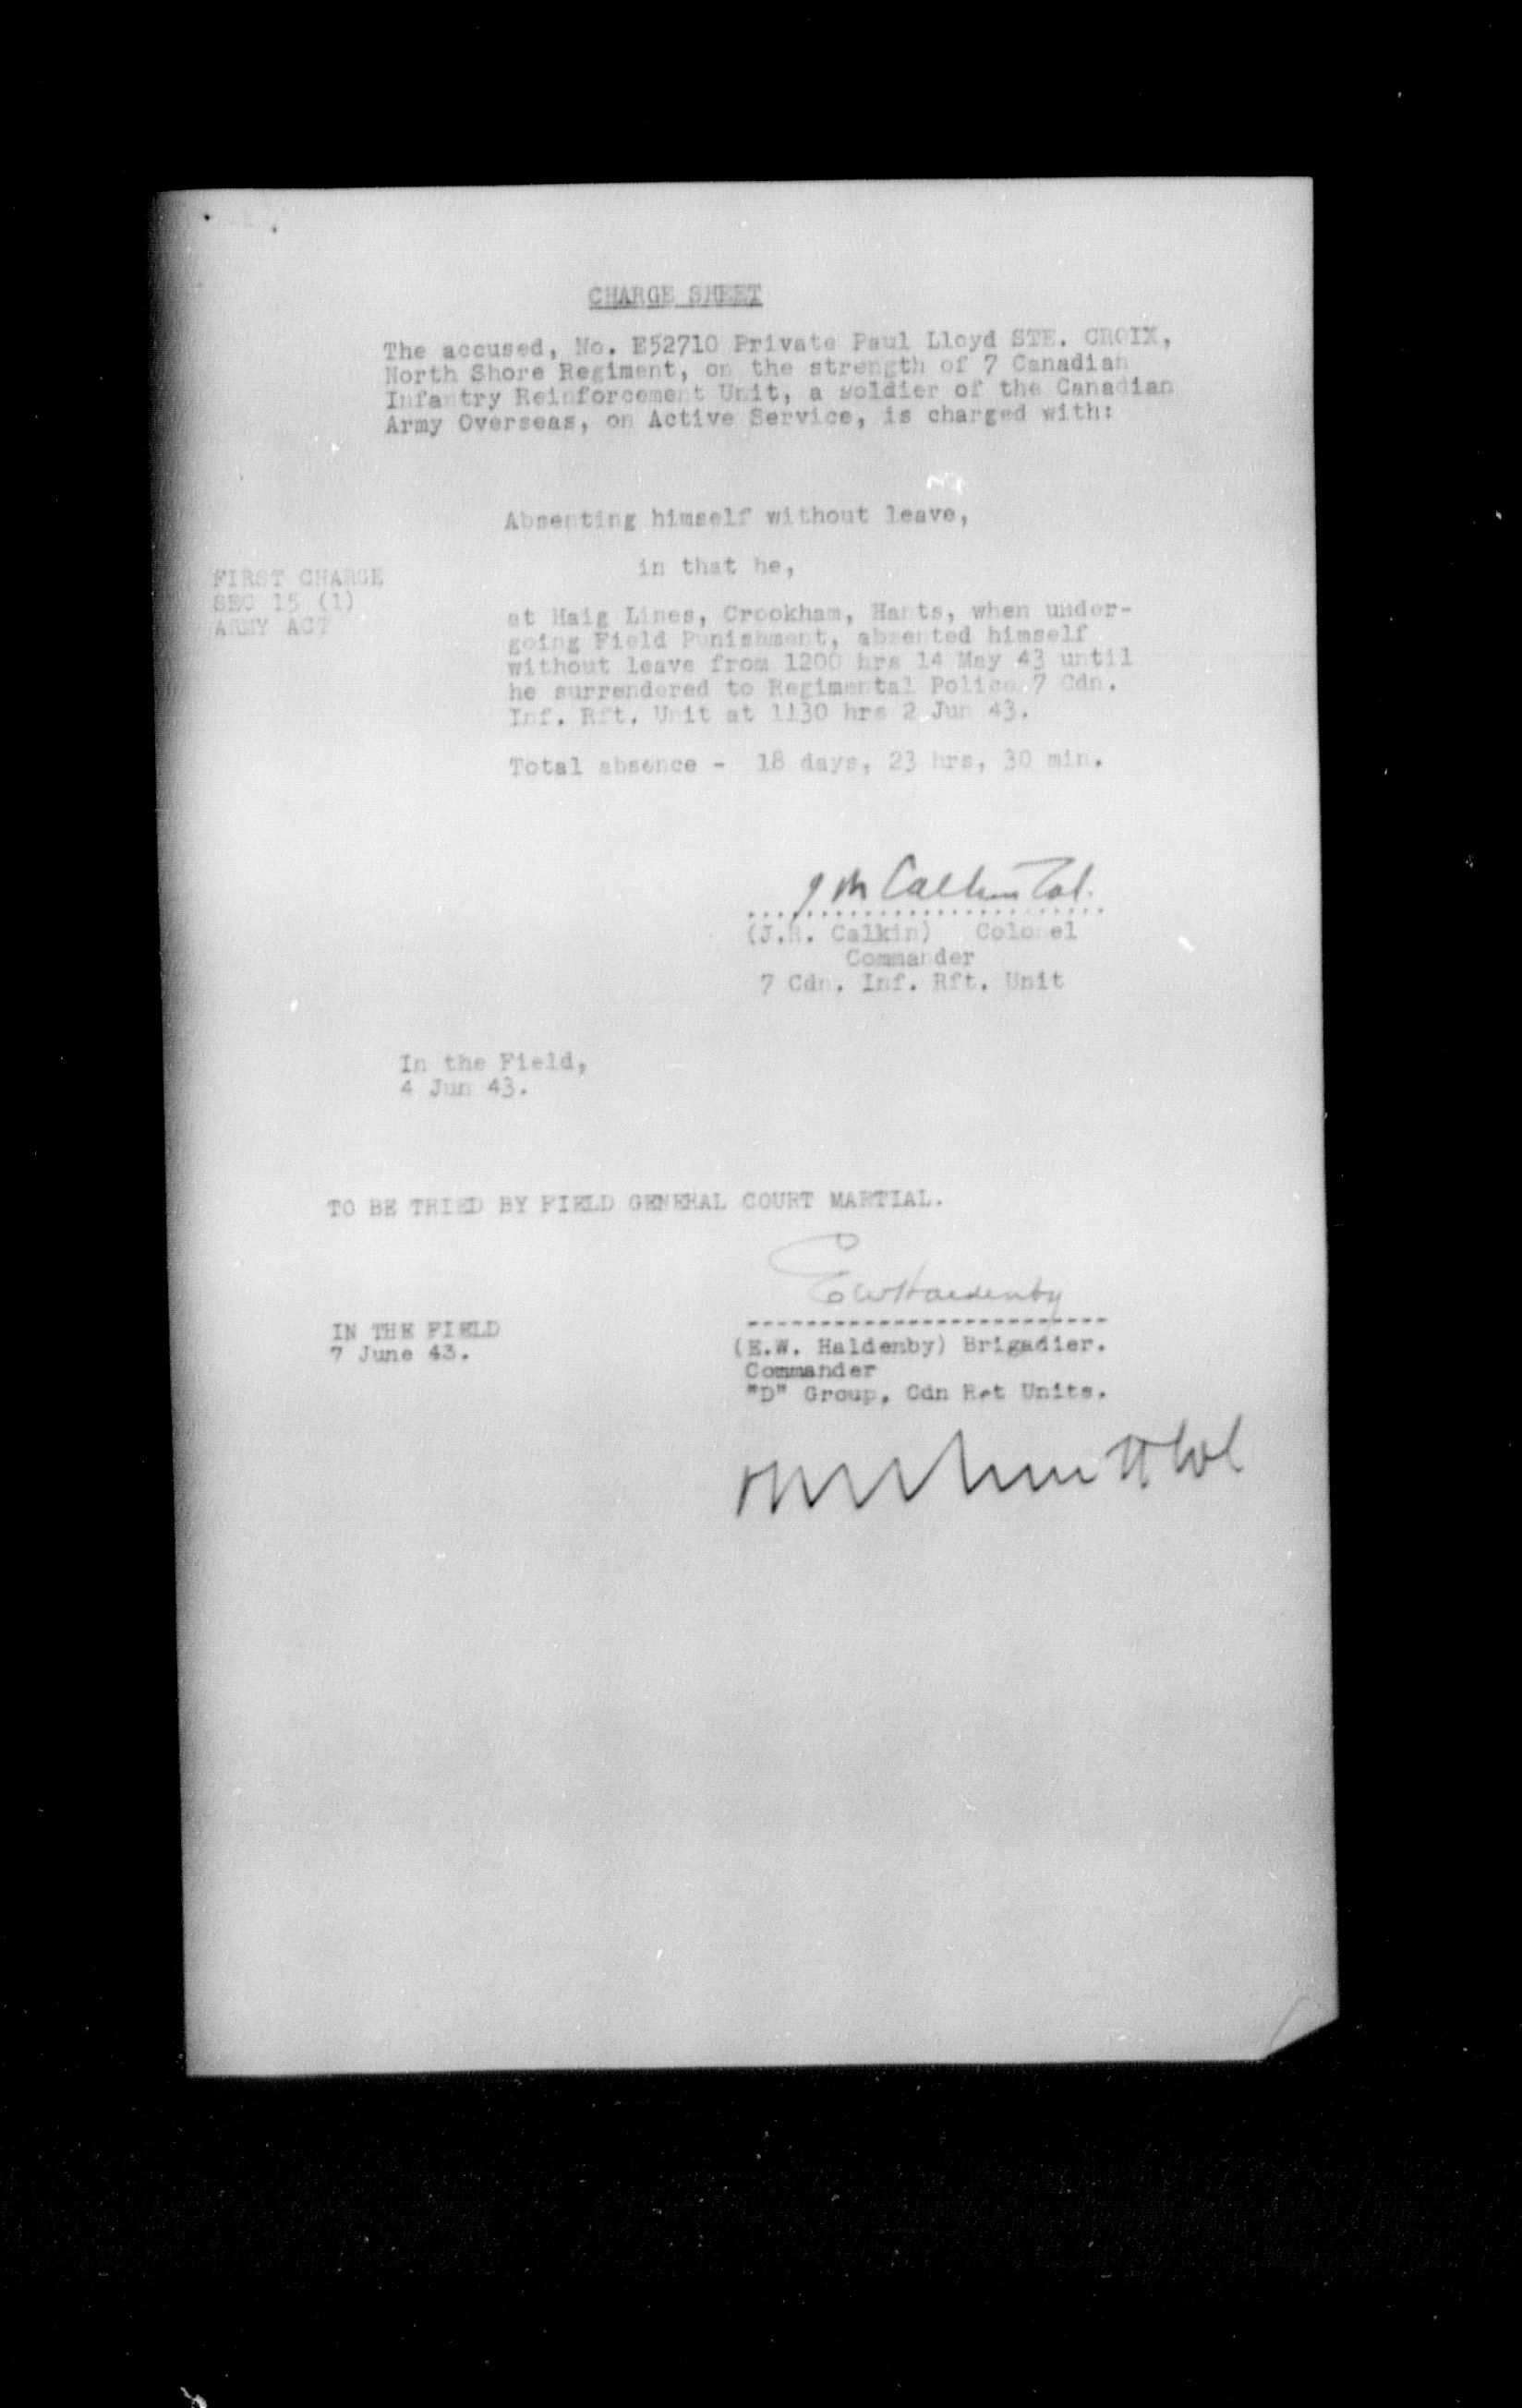 CHARGE SHEET
The accused, No. E52710 Private Paul Lloyd STE. CROIX,
North Shore Regiment, on the strength of 7 Canadian
Infantry Reinforcement Unit, a soldier of the Canadian
Army Overseas, on Active Service, is charged with:
Absenting himself without leave,
in that he,
FIRST CHARGE
SEC 15 (1)
ARMY ACT
at Haig Lines, Crookham, Hants, when under-
going Field Punishment, absented himself
without leave from 1200 hrs 14 May 43 until
he surrendered to Regimental Police 7 Cdn.
Inf. Rft. Unit at 1130 hrs 2 Jun 43.
Total absence - 18 days, 23 hrs, 30 min.
Calkin Col.
(J.R. Calkin) Colonel
Commander
7 Cdn. Inf. Rft. Unit
In the Field,
4 Jun 43.
TO BE TRIED BY FIELD GENERAL COURT MARTIAL.
EW Haldenby
IN THE FIELD
7 June 43.
(E.W. Haldenby) Brigadier.
Commander
"D" Group, Cdn Rft Units.